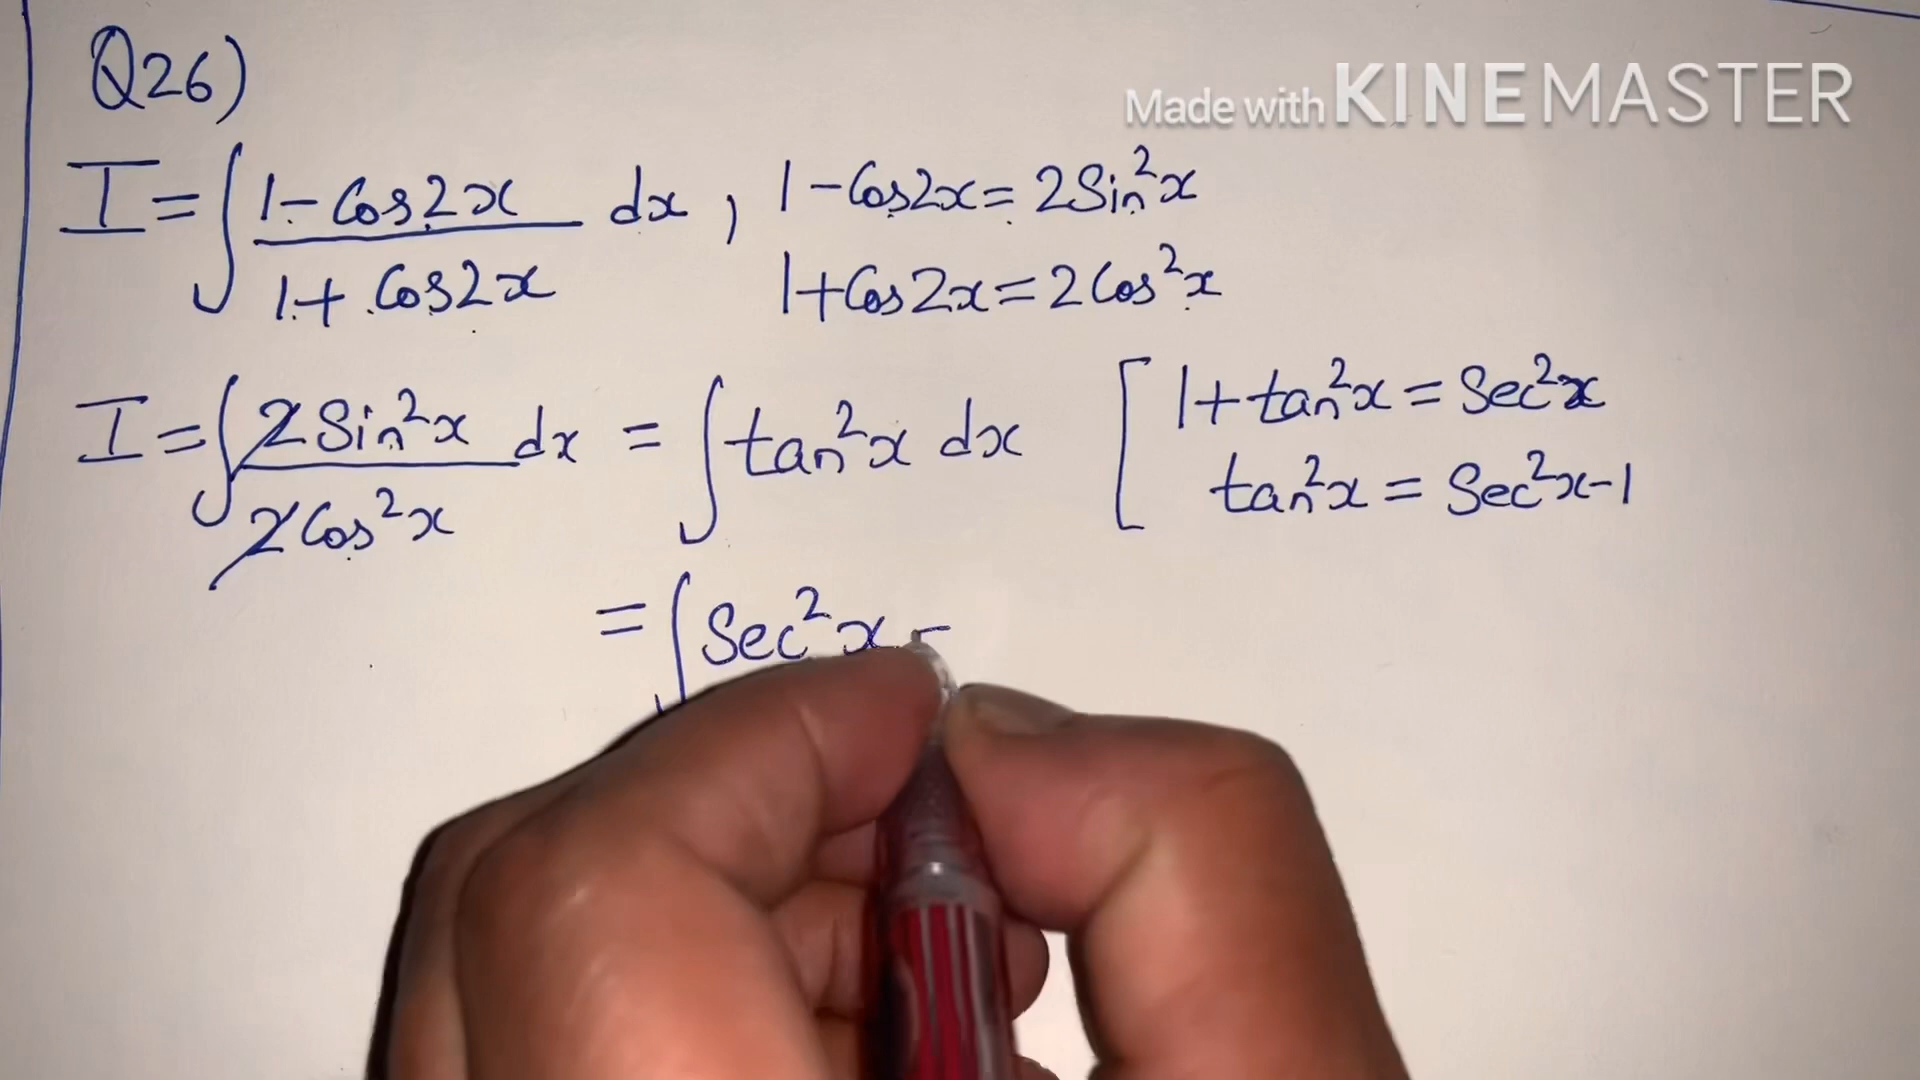 Q26)
Made with KINEMASTER
I = ∫ (1 - Cos2x)/(1 + Cos2x) dx , 1 - Cos2x = 2Sin²x
1 + Cos2x = 2Cos²x
I = ∫ 2Sin²x/2Cos²x dx = ∫ tan²x dx [ 1 + tan²x = Sec²x
tan²x = Sec²x - 1
= ∫ Sec²x -